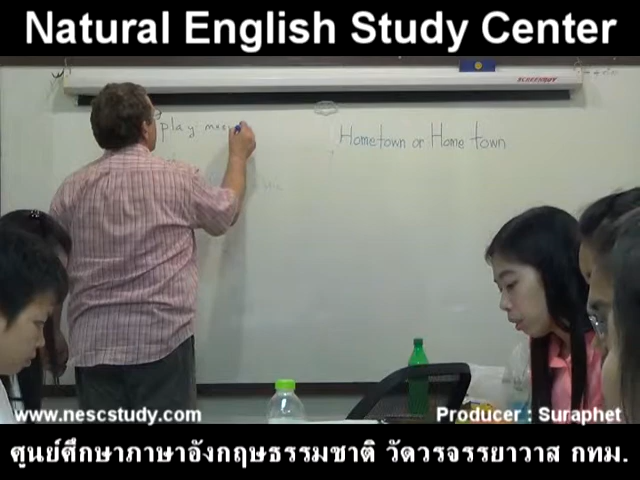 Natural English Study Center
play
Hometown or Home town
www.nescstudy.com
Producer : Suraphet
ศูนย์ศึกษาภาษาอังกฤษธรรมชาติ วัดวรจรรยาวาส กทม.